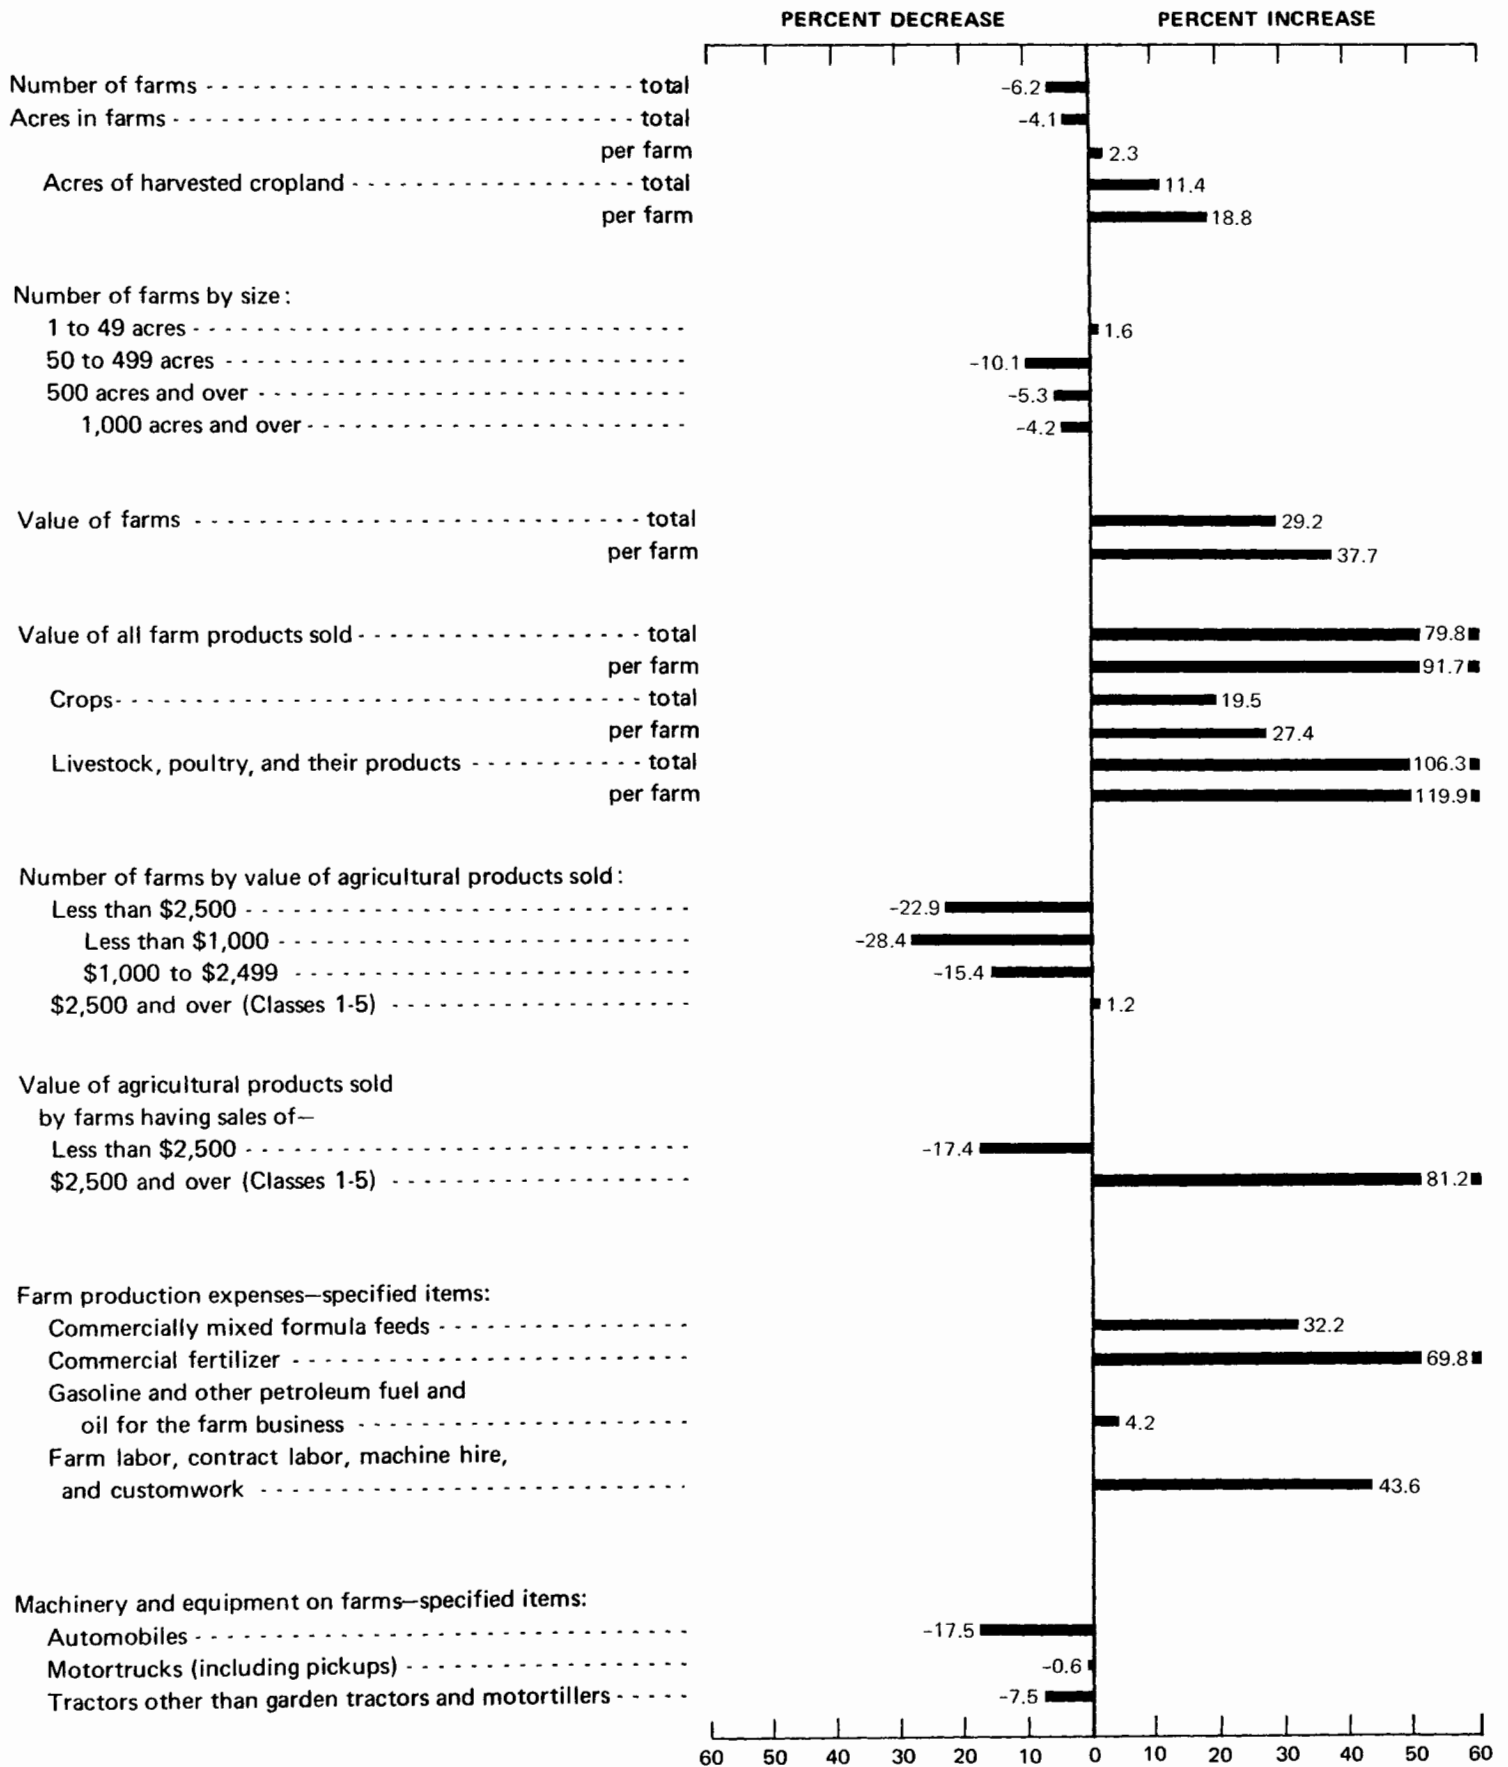 PERCENT DECREASE PERCENT INCREASE
Number of farms - - - - - - - - - - - - - - - - - - - - - - - - - - - total -6.2
Acres in farms - - - - - - - - - - - - - - - - - - - - - - - - - - - - - total -4.1
per farm 2.3
Acres of harvested cropland - - - - - - - - - - - - - - - - - - total 11.4
per farm 18.8
Number of farms by size:
1 to 49 acres - - - - - - - - - - - - - - - - - - - - - - - - - - - - - - - 1.6
50 to 499 acres - - - - - - - - - - - - - - - - - - - - - - - - - - - - - -10.1
500 acres and over - - - - - - - - - - - - - - - - - - - - - - - - - - - -5.3
1,000 acres and over - - - - - - - - - - - - - - - - - - - - - - - - -4.2
Value of farms - - - - - - - - - - - - - - - - - - - - - - - - - - - - total 29.2
per farm 37.7
Value of all farm products sold - - - - - - - - - - - - - - - - - - total 79.8
per farm 91.7
Crops - - - - - - - - - - - - - - - - - - - - - - - - - - - - - - - - - total 19.5
per farm 27.4
Livestock, poultry, and their products - - - - - - - - - - - total 106.3
per farm 119.9
Number of farms by value of agricultural products sold:
Less than $2,500 - - - - - - - - - - - - - - - - - - - - - - - - - - - - -22.9
Less than $1,000 - - - - - - - - - - - - - - - - - - - - - - - - - - -28.4
$1,000 to $2,499 - - - - - - - - - - - - - - - - - - - - - - - - - -15.4
$2,500 and over (Classes 1-5) - - - - - - - - - - - - - - - - - - - 1.2
Value of agricultural products sold
by farms having sales of—
Less than $2,500 - - - - - - - - - - - - - - - - - - - - - - - - - - - - -17.4
$2,500 and over (Classes 1-5) - - - - - - - - - - - - - - - - - - - 81.2
Farm production expenses—specified items:
Commercially mixed formula feeds - - - - - - - - - - - - - - - - 32.2
Commercial fertilizer - - - - - - - - - - - - - - - - - - - - - - - - - 69.8
Gasoline and other petroleum fuel and
oil for the farm business - - - - - - - - - - - - - - - - - - - - - 4.2
Farm labor, contract labor, machine hire,
and customwork - - - - - - - - - - - - - - - - - - - - - - - - - - - 43.6
Machinery and equipment on farms—specified items:
Automobiles - - - - - - - - - - - - - - - - - - - - - - - - - - - - - - - -17.5
Motortrucks (including pickups) - - - - - - - - - - - - - - - - - - -0.6
Tractors other than garden tractors and motortillers - - - - - -7.5
60 50 40 30 20 10 0 10 20 30 40 50 60